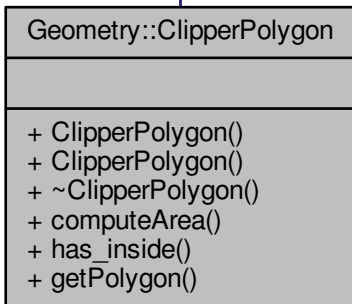 Geometry::ClipperPolygon
+ ClipperPolygon()
+ ClipperPolygon()
+ ~ClipperPolygon()
+ computeArea()
+ has_inside()
+ getPolygon()